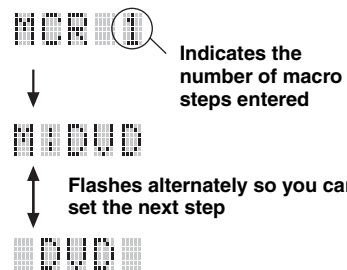 MCR 1
Indicates the
number of macro
steps entered
M:DVD
Flashes alternately so you can
set the next step
DVD